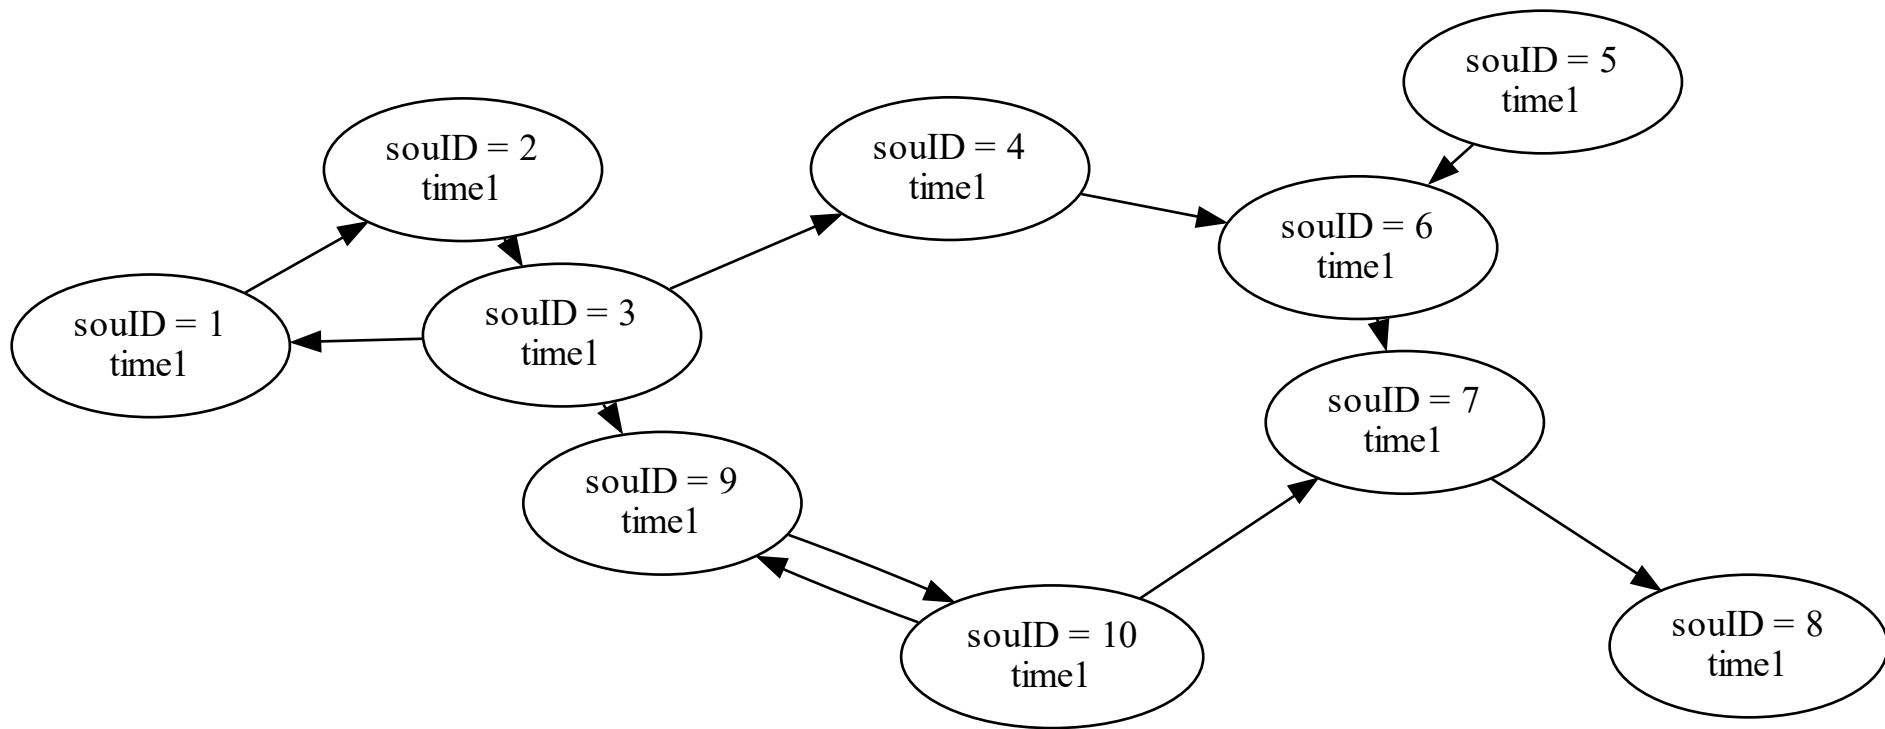 souID = 5
time1
souID = 2
time1
souID = 4
time1
souID = 6
time1
souID = 1
time1
souID = 3
time1
souID = 7
time1
souID = 9
time1
souID = 10
time1
souID = 8
time1